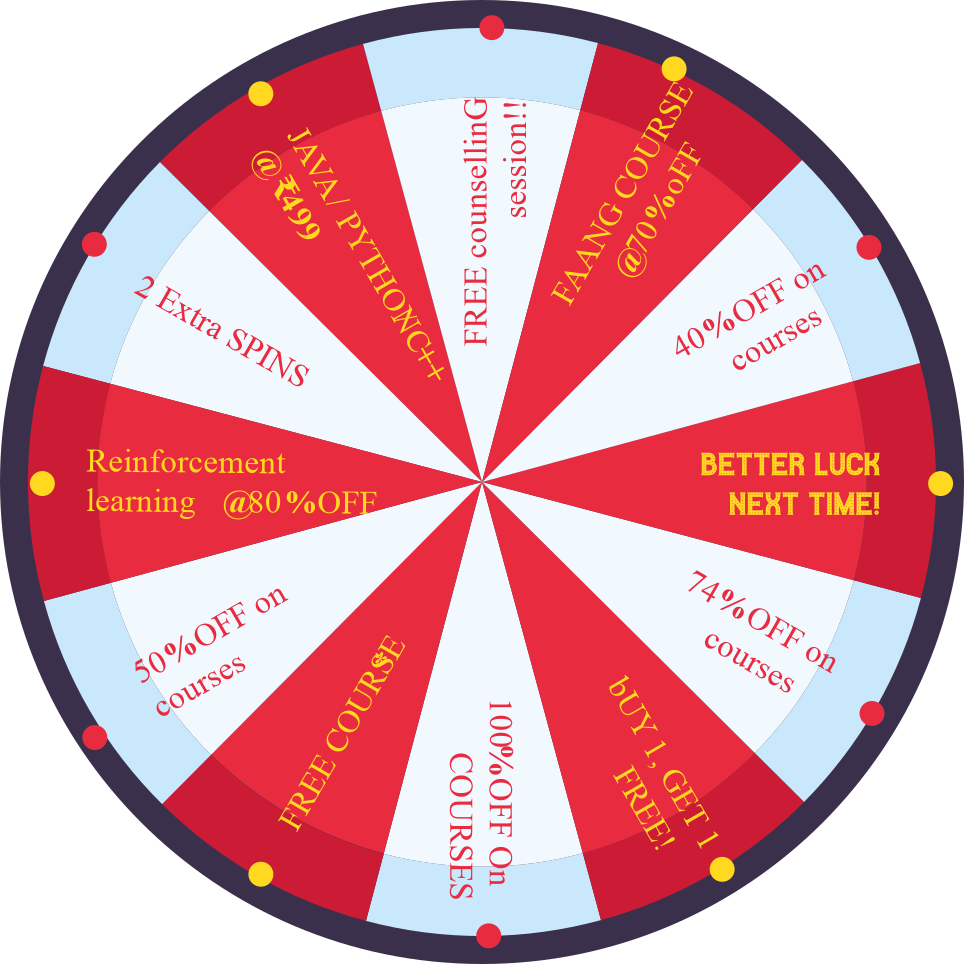 FREE counsellinG
session!!
FAANG COURSE
@70%oFF
40%OFF on
courses
BETTER LUCK
NEXT TIME!
74%OFF on
courses
bUY 1, GET 1
FREE!
100%OFF On
COURSES
FREE COURSE
50%OFF on
courses
Reinforcement
learning @80%OFF
2 Extra SPINS
JAVA/ PYTHON/C++
@₹499